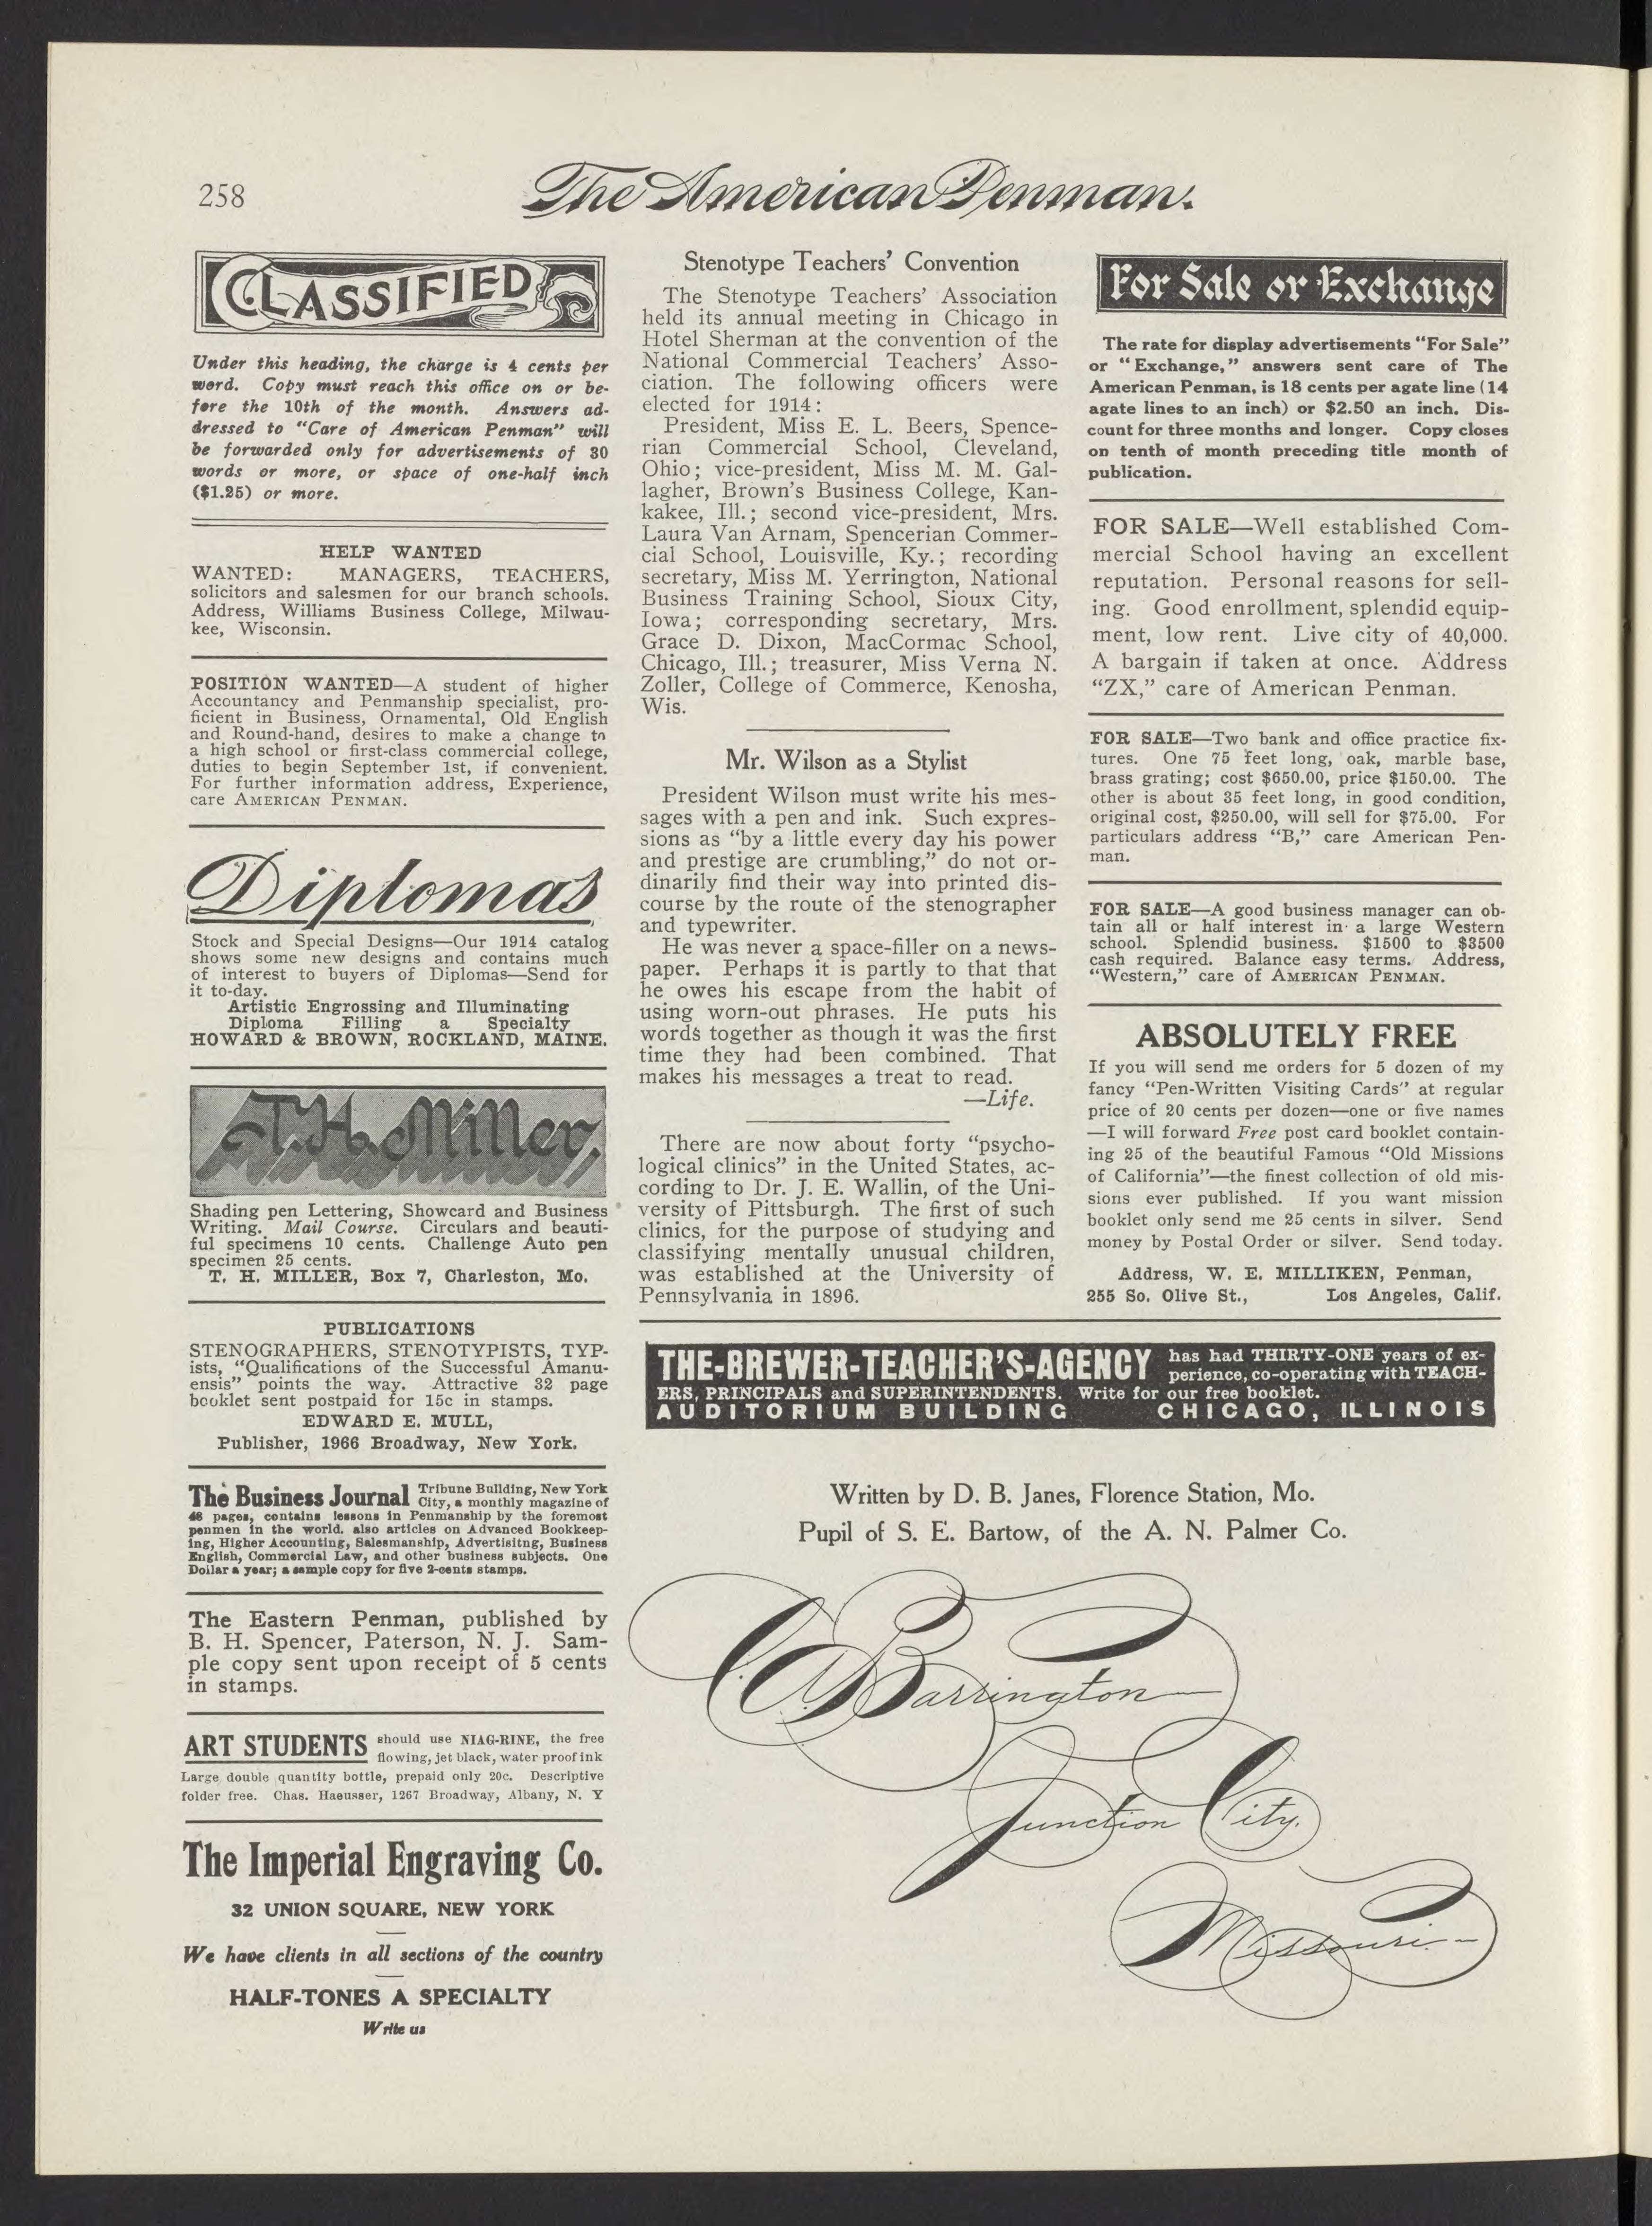 258
The American Penman.
CLASSIFIED
Under this heading, the charge is 4 cents per
word. Copy must reach this office on or be-
fore the 10th of the month. Answers ad-
dressed to "Care of American Penman" will
be forwarded only for advertisements of 30
words or more, or space of one-half inch
($1.25) or more.
HELP WANTED
WANTED: MANAGERS, TEACHERS,
solicitors and salesmen for our branch schools.
Address, Williams Business College, Milwau-
kee, Wisconsin.
POSITION WANTED—A student of higher
Accountancy and Penmanship specialist, pro-
ficient in Business, Ornamental, Old English
and Round-hand, desires to make a change to
a high school or first-class commercial college,
duties to begin September 1st, if convenient.
For further information address, Experience,
care AMERICAN PENMAN.
Diplomas
Stock and Special Designs—Our 1914 catalog
shows some new designs and contains much
of interest to buyers of Diplomas—Send for
it to-day.
Artistic Engrossing and Illuminating
Diploma Filling a Specialty
HOWARD & BROWN, ROCKLAND, MAINE.
T. H. Miller,
Shading pen Lettering, Showcard and Business
Writing. Mail Course. Circulars and beauti-
ful specimens 10 cents. Challenge Auto pen
specimen 25 cents.
T. H. MILLER, Box 7, Charleston, Mo.
PUBLICATIONS
STENOGRAPHERS, STENOTYPISTS, TYP-
ists, "Qualifications of the Successful Amanu-
ensis" points the way. Attractive 32 page
booklet sent postpaid for 15c in stamps.
EDWARD E. MULL,
Publisher, 1966 Broadway, New York.
The Business Journal Tribune Building, New York
City, a monthly magazine of
48 pages, contains lessons in Penmanship by the foremost
penmen in the world. also articles on Advanced Bookkeep-
ing, Higher Accounting, Salesmanship, Advertisitng, Business
English, Commercial Law, and other business subjects. One
Dollar a year; a sample copy for five 2-cents stamps.
The Eastern Penman, published by
B. H. Spencer, Paterson, N. J. Sam-
ple copy sent upon receipt of 5 cents
in stamps.
ART STUDENTS should use NIAG-RINE, the free
flowing, jet black, water proof ink
Large double quantity bottle, prepaid only 20c. Descriptive
folder free. Chas. Haeusser, 1267 Broadway, Albany, N. Y
The Imperial Engraving Co.
32 UNION SQUARE, NEW YORK
We have clients in all sections of the country
HALF-TONES A SPECIALTY
Write us
Stenotype Teachers' Convention
The Stenotype Teachers' Association
held its annual meeting in Chicago in
Hotel Sherman at the convention of the
National Commercial Teachers' Asso-
ciation. The following officers were
elected for 1914:
President, Miss E. L. Beers, Spence-
rian Commercial School, Cleveland,
Ohio; vice-president, Miss M. M. Gal-
lagher, Brown's Business College, Kan-
kakee, Ill.; second vice-president, Mrs.
Laura Van Arnam, Spencerian Commer-
cial School, Louisville, Ky.; recording
secretary, Miss M. Yerrington, National
Business Training School, Sioux City,
Iowa; corresponding secretary, Mrs.
Grace D. Dixon, MacCormac School,
Chicago, Ill.; treasurer, Miss Verna N.
Zoller, College of Commerce, Kenosha,
Wis.
Mr. Wilson as a Stylist
President Wilson must write his mes-
sages with a pen and ink. Such expres-
sions as "by a little every day his power
and prestige are crumbling," do not or-
dinarily find their way into printed dis-
course by the route of the stenographer
and typewriter.
He was never a space-filler on a news-
paper. Perhaps it is partly to that that
he owes his escape from the habit of
using worn-out phrases. He puts his
words together as though it was the first
time they had been combined. That
makes his messages a treat to read.
—Life.
There are now about forty "psycho-
logical clinics" in the United States, ac-
cording to Dr. J. E. Wallin, of the Uni-
versity of Pittsburgh. The first of such
clinics, for the purpose of studying and
classifying mentally unusual children,
was established at the University of
Pennsylvania in 1896.
For Sale or Exchange
The rate for display advertisements "For Sale"
or "Exchange," answers sent care of The
American Penman, is 18 cents per agate line (14
agate lines to an inch) or $2.50 an inch. Dis-
count for three months and longer. Copy closes
on tenth of month preceding title month of
publication.
FOR SALE—Well established Com-
mercial School having an excellent
reputation. Personal reasons for sell-
ing. Good enrollment, splendid equip-
ment, low rent. Live city of 40,000.
A bargain if taken at once. Address
"ZX," care of American Penman.
FOR SALE—Two bank and office practice fix-
tures. One 75 feet long, oak, marble base,
brass grating; cost $650.00, price $150.00. The
other is about 35 feet long, in good condition,
original cost, $250.00, will sell for $75.00. For
particulars address "B," care American Pen-
man.
FOR SALE—A good business manager can ob-
tain all or half interest in a large Western
school. Splendid business. $1500 to $3500
cash required. Balance easy terms. Address,
"Western," care of AMERICAN PENMAN.
ABSOLUTELY FREE
If you will send me orders for 5 dozen of my
fancy "Pen-Written Visiting Cards" at regular
price of 20 cents per dozen—one or five names
—I will forward Free post card booklet contain-
ing 25 of the beautiful Famous "Old Missions
of California"—the finest collection of old mis-
sions ever published. If you want mission
booklet only send me 25 cents in silver. Send
money by Postal Order or silver. Send today.
Address, W. E. MILLIKEN, Penman,
255 So. Olive St., Los Angeles, Calif.
THE-BREWER-TEACHER'S-AGENCY has had THIRTY-ONE years of ex-
perience, co-operating with TEACH-
ERS, PRINCIPALS and SUPERINTENDENTS. Write for our free booklet.
AUDITORIUM BUILDING CHICAGO, ILLINOIS
Written by D. B. Janes, Florence Station, Mo.
Pupil of S. E. Bartow, of the A. N. Palmer Co.
Barrington
Junction City.
Missouri